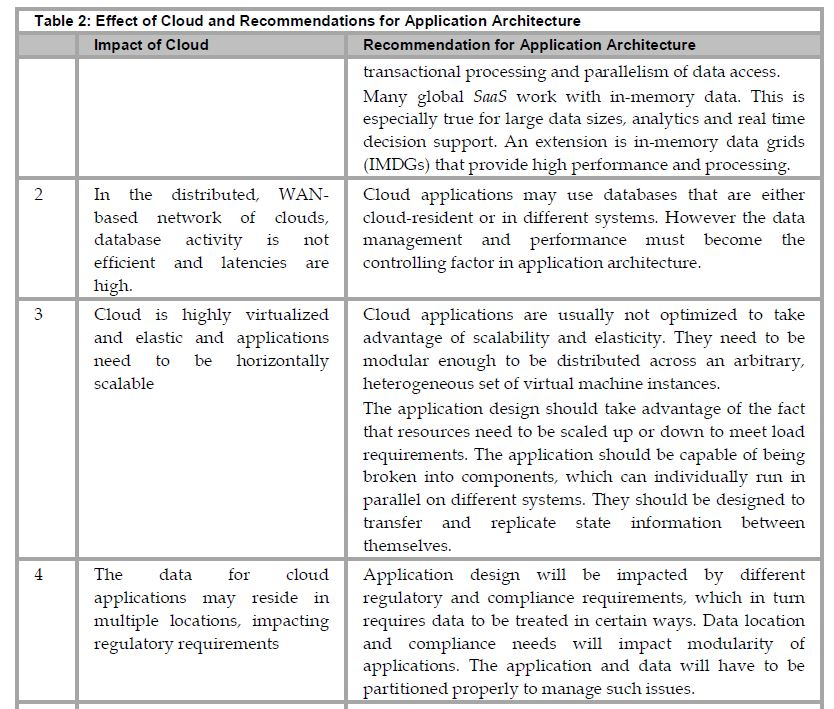 Table 2: Effect of Cloud and Recommendations for Application Architecture
Impact of Cloud
Recommendation for Application Architecture
transactional processing and parallelism of data access.
Many global SaaS work with in-memory data. This is
especially true for large data sizes, analytics and real time
decision support. An extension is in-memory data grids
(IMDGs) that provide high performance and processing.
2
In the distributed, WAN-
based network of clouds,
database activity is not
efficient and latencies are
high.
Cloud applications may use databases that are either
cloud-resident or in different systems. However the data
management and performance must become the
controlling factor in application architecture.
3
Cloud is highly virtualized
and elastic and applications
need to be horizontally
scalable
Cloud applications are usually not optimized to take
advantage of scalability and elasticity. They need to be
modular enough to be distributed across an arbitrary,
heterogeneous set of virtual machine instances.
The application design should take advantage of the fact
that resources need to be scaled up or down to meet load
requirements. The application should be capable of being
broken into components, which can individually run in
parallel on different systems. They should be designed to
transfer and replicate state information between
themselves.
4
The data for cloud
applications may reside in
multiple locations, impacting
regulatory requirements
Application design will be impacted by different
regulatory and compliance requirements, which in turn
requires data to be treated in certain ways. Data location
and compliance needs will impact modularity of
applications. The application and data will have to be
partitioned properly to manage such issues.